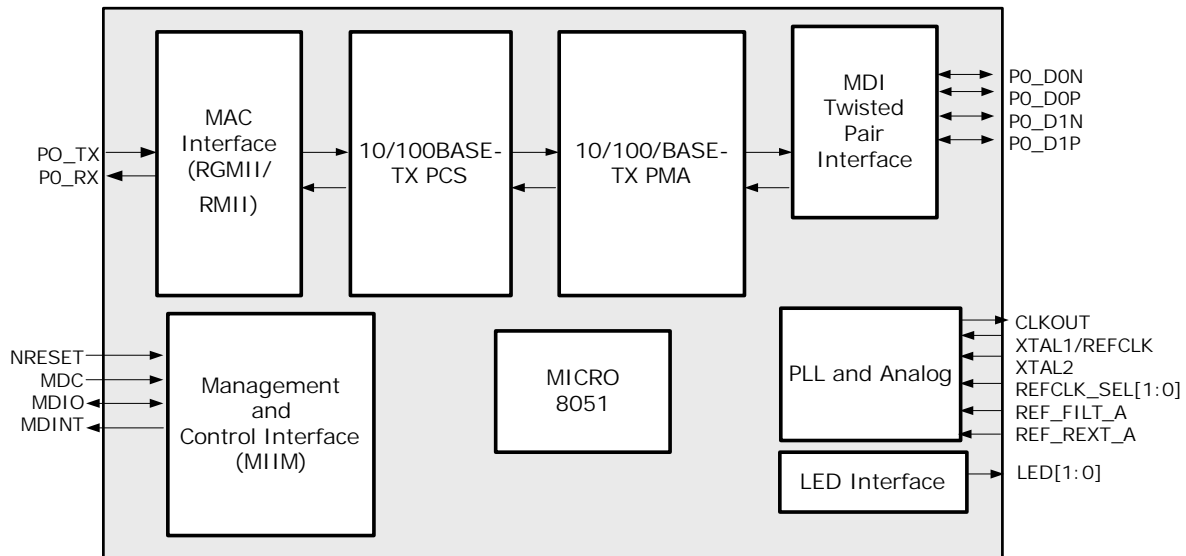 MAC
Interface
(RGMII/
RMII)
10/100BASE-
TX PCS
10/100/BASE-
TX PMA
MDI
Twisted
Pair
Interface
PO_TX
P0_RX
P0_D0N
P0_D0P
P0_D1N
P0_D1P
NRESET
MDC
MDIO
MDINT
Management
and
Control Interface
(MIIM)
MICRO
8051
PLL and Analog
CLKOUT
XTAL1/REFCLK
XTAL2
REFCLK_SEL[1:0]
REF_FILT_A
REF_REXT_A
LED Interface
LED[1:0]